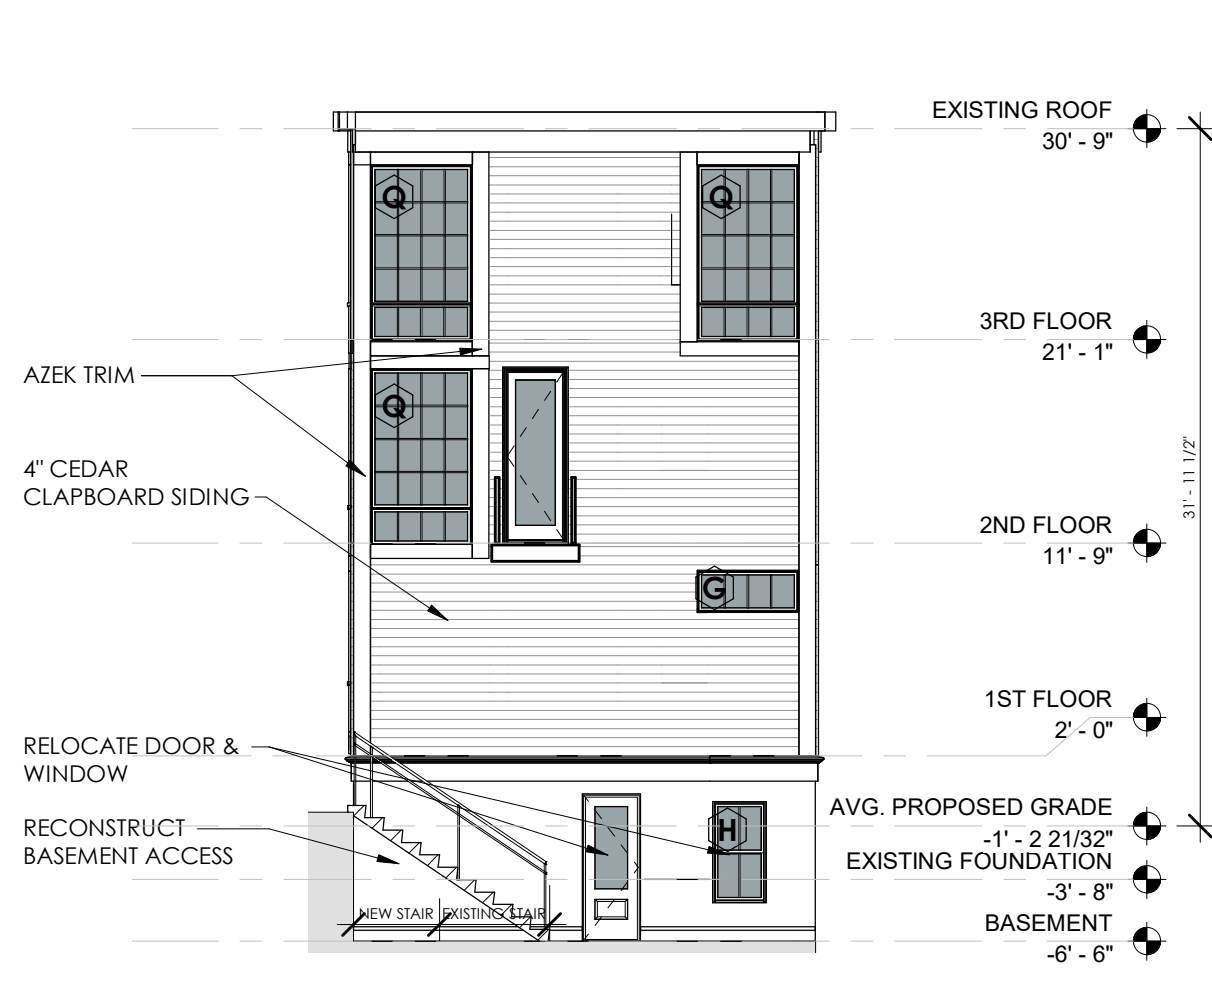 EXISTING ROOF
30' - 9"
Q
Q
3RD FLOOR
21' - 1"
AZEK TRIM
Q
4" CEDAR
CLAPBOARD SIDING
31' - 11 1/2"
2ND FLOOR
11' - 9"
G
1ST FLOOR
2' - 0"
RELOCATE DOOR &
WINDOW
AVG. PROPOSED GRADE
-1' - 2 21/32"
H
RECONSTRUCT
BASEMENT ACCESS
EXISTING FOUNDATION
-3' - 8"
NEW STAIR
EXISTING STAIR
BASEMENT
-6' - 6"